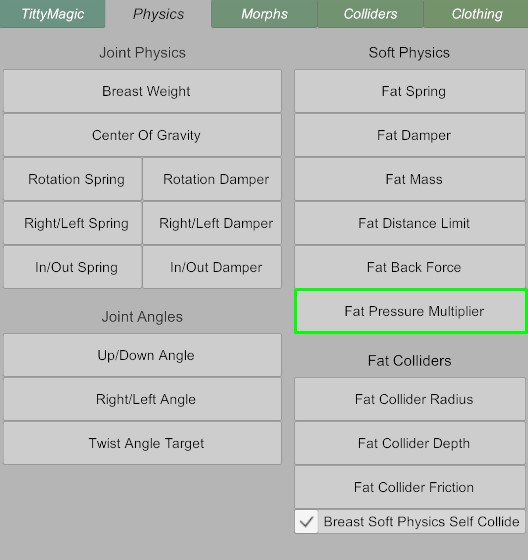 TittyMagic
Physics
Morphs
Colliders
Clothing
Joint Physics
Breast Weight
Center Of Gravity
Rotation Spring
Rotation Damper
Right/Left Spring
Right/Left Damper
In/Out Spring
In/Out Damper
Joint Angles
Up/Down Angle
Right/Left Angle
Twist Angle Target
Soft Physics
Fat Spring
Fat Damper
Fat Mass
Fat Distance Limit
Fat Back Force
Fat Pressure Multiplier
Fat Colliders
Fat Collider Radius
Fat Collider Depth
Fat Collider Friction
Breast Soft Physics Self Collide